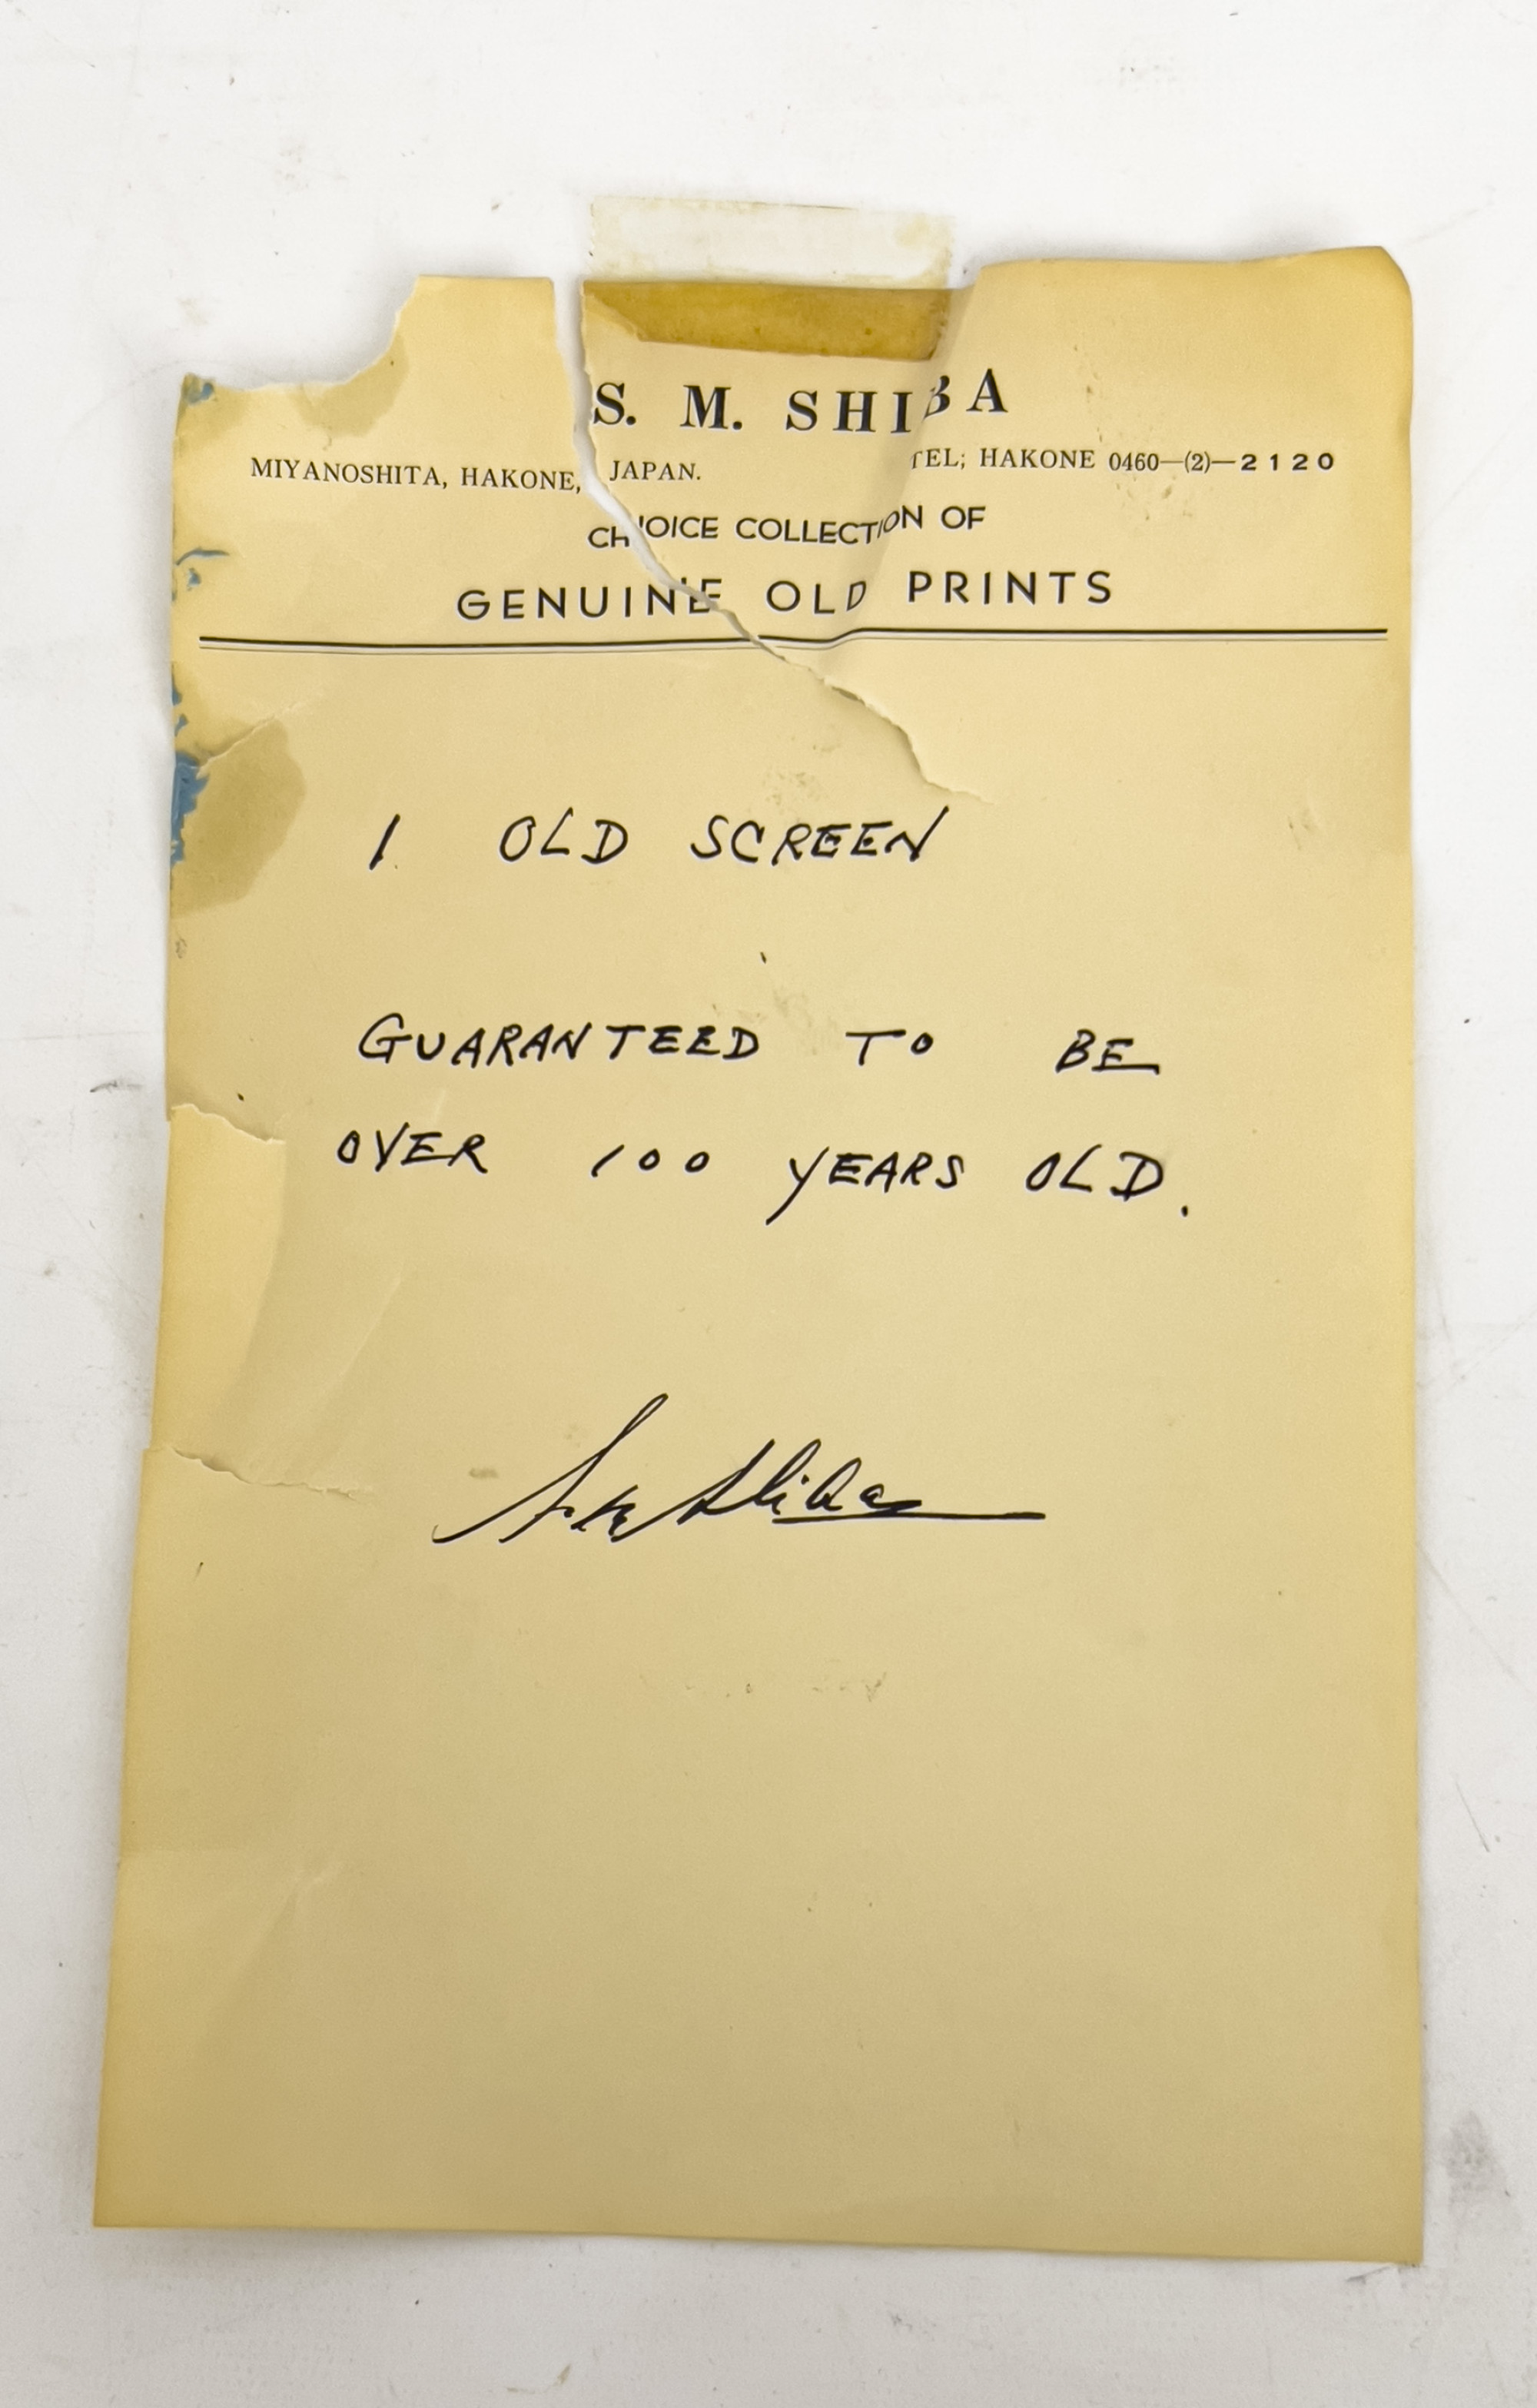 S. M. SHIBA
MIYANOSHITA, HAKONE, JAPAN. TEL; HAKONE 0460—(2)—2120
CHOICE COLLECTION OF
GENUINE OLD PRINTS
1 OLD SCREEN
GUARANTEED TO BE
OVER 100 YEARS OLD.
Shiba